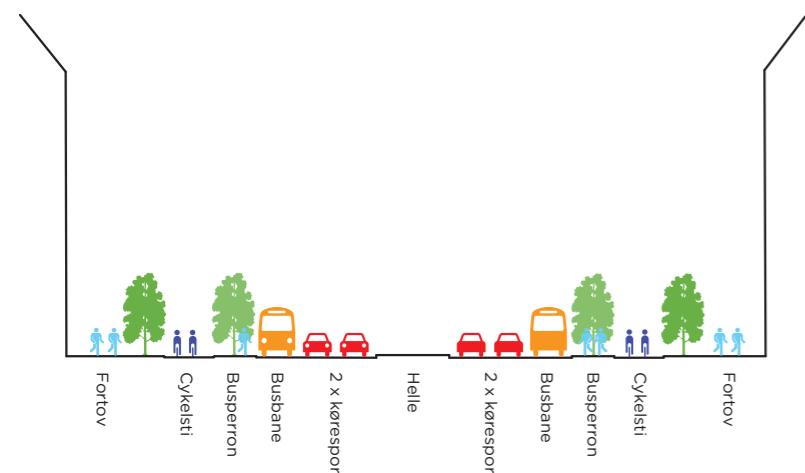 Fortov
Cykelsti
Busperron
Busbane
2 x kørespor
Helle
2 x kørespor
Busbane
Busperron
Cykelsti
Fortov